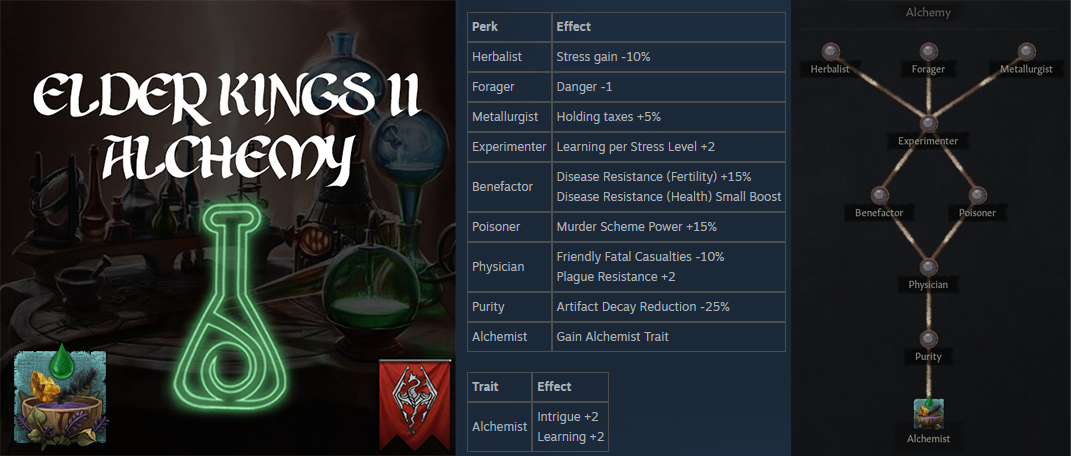 ELDER KINGS II
ALCHEMY
Perk Effect
Herbalist Stress gain -10%
Forager Danger -1
Metallurgist Holding taxes +5%
Experimenter Learning per Stress Level +2
Benefactor Disease Resistance (Fertility) +15%
Disease Resistance (Health) Small Boost
Poisoner Murder Scheme Power +15%
Physician Friendly Fatal Casualties -10%
Plague Resistance +2
Purity Artifact Decay Reduction -25%
Alchemist Gain Alchemist Trait
Trait Effect
Alchemist Intrigue +2
Learning +2
Alchemy
Herbalist Forager Metallurgist
Experimenter
Benefactor Poisoner
Physician
Purity
Alchemist